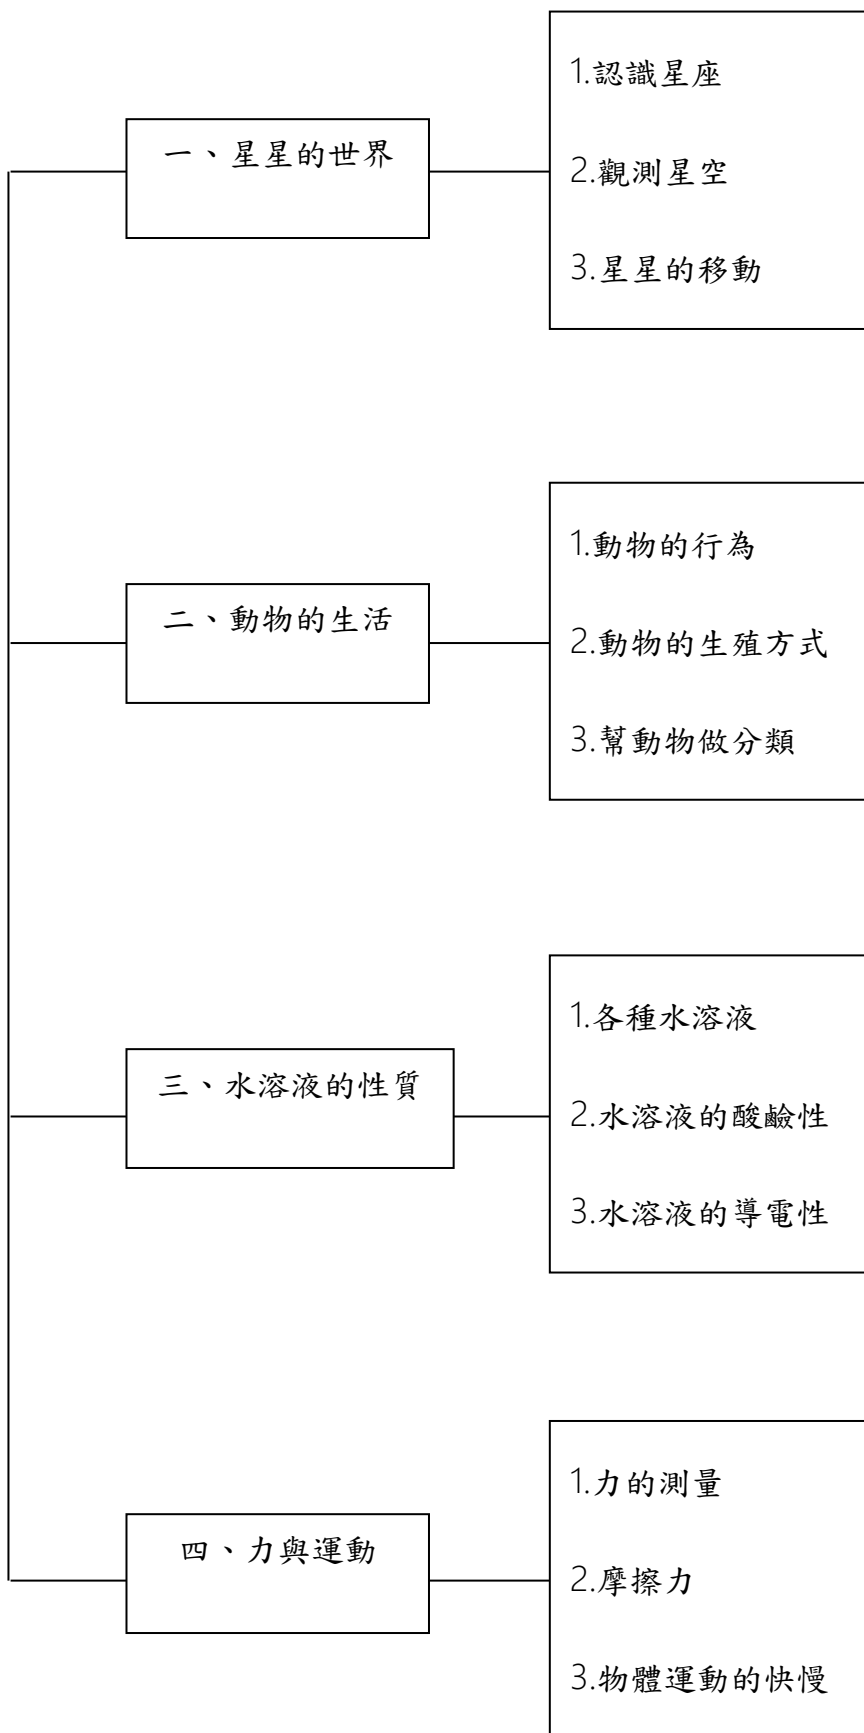 一、星星的世界
1.認識星座
2.觀測星空
3.星星的移動
二、動物的生活
1.動物的行為
2.動物的生殖方式
3.幫動物做分類
三、水溶液的性質
1.各種水溶液
2.水溶液的酸鹼性
3.水溶液的導電性
四、力與運動
1.力的測量
2.摩擦力
3.物體運動的快慢